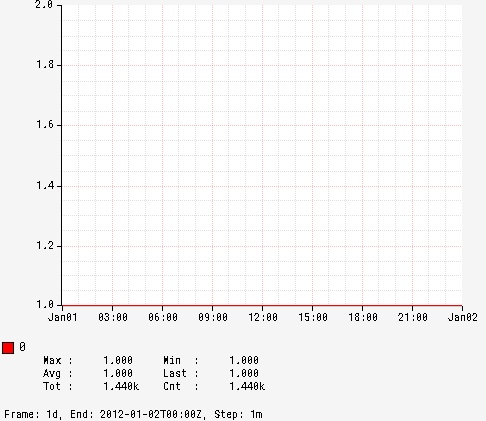 2.0
1.8
1.6
1.4
1.2
1.0
Jan01 03:00 06:00 09:00 12:00 15:00 18:00 21:00 Jan02
0
Max : 1.000 Min : 1.000
Avg : 1.000 Last : 1.000
Tot : 1.440k Cnt : 1.440k
Frame: 1d, End: 2012-01-02T00:00Z, Step: 1m